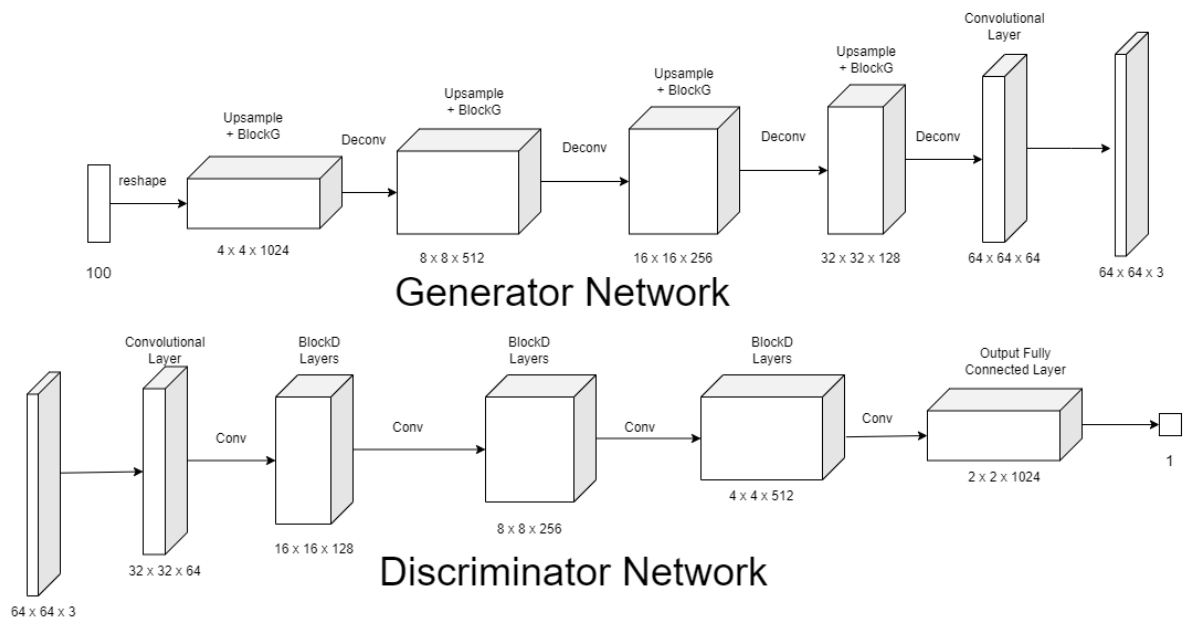 Convolutional
Layer
Upsample
+ BlockG
Upsample
+ BlockG
Upsample
+ BlockG
Upsample
+ BlockG
reshape
Deconv
Deconv
Deconv
Deconv
100
4 x 4 x 1024
8 x 8 x 512
16 x 16 x 256
32 x 32 x 128
64 x 64 x 64
64 x 64 x 3
Generator Network
Convolutional
Layer
BlockD
Layers
BlockD
Layers
BlockD
Layers
Output Fully
Connected Layer
Conv
Conv
Conv
Conv
64 x 64 x 3
32 x 32 x 64
16 x 16 x 128
8 x 8 x 256
4 x 4 x 512
2 x 2 x 1024
1
Discriminator Network